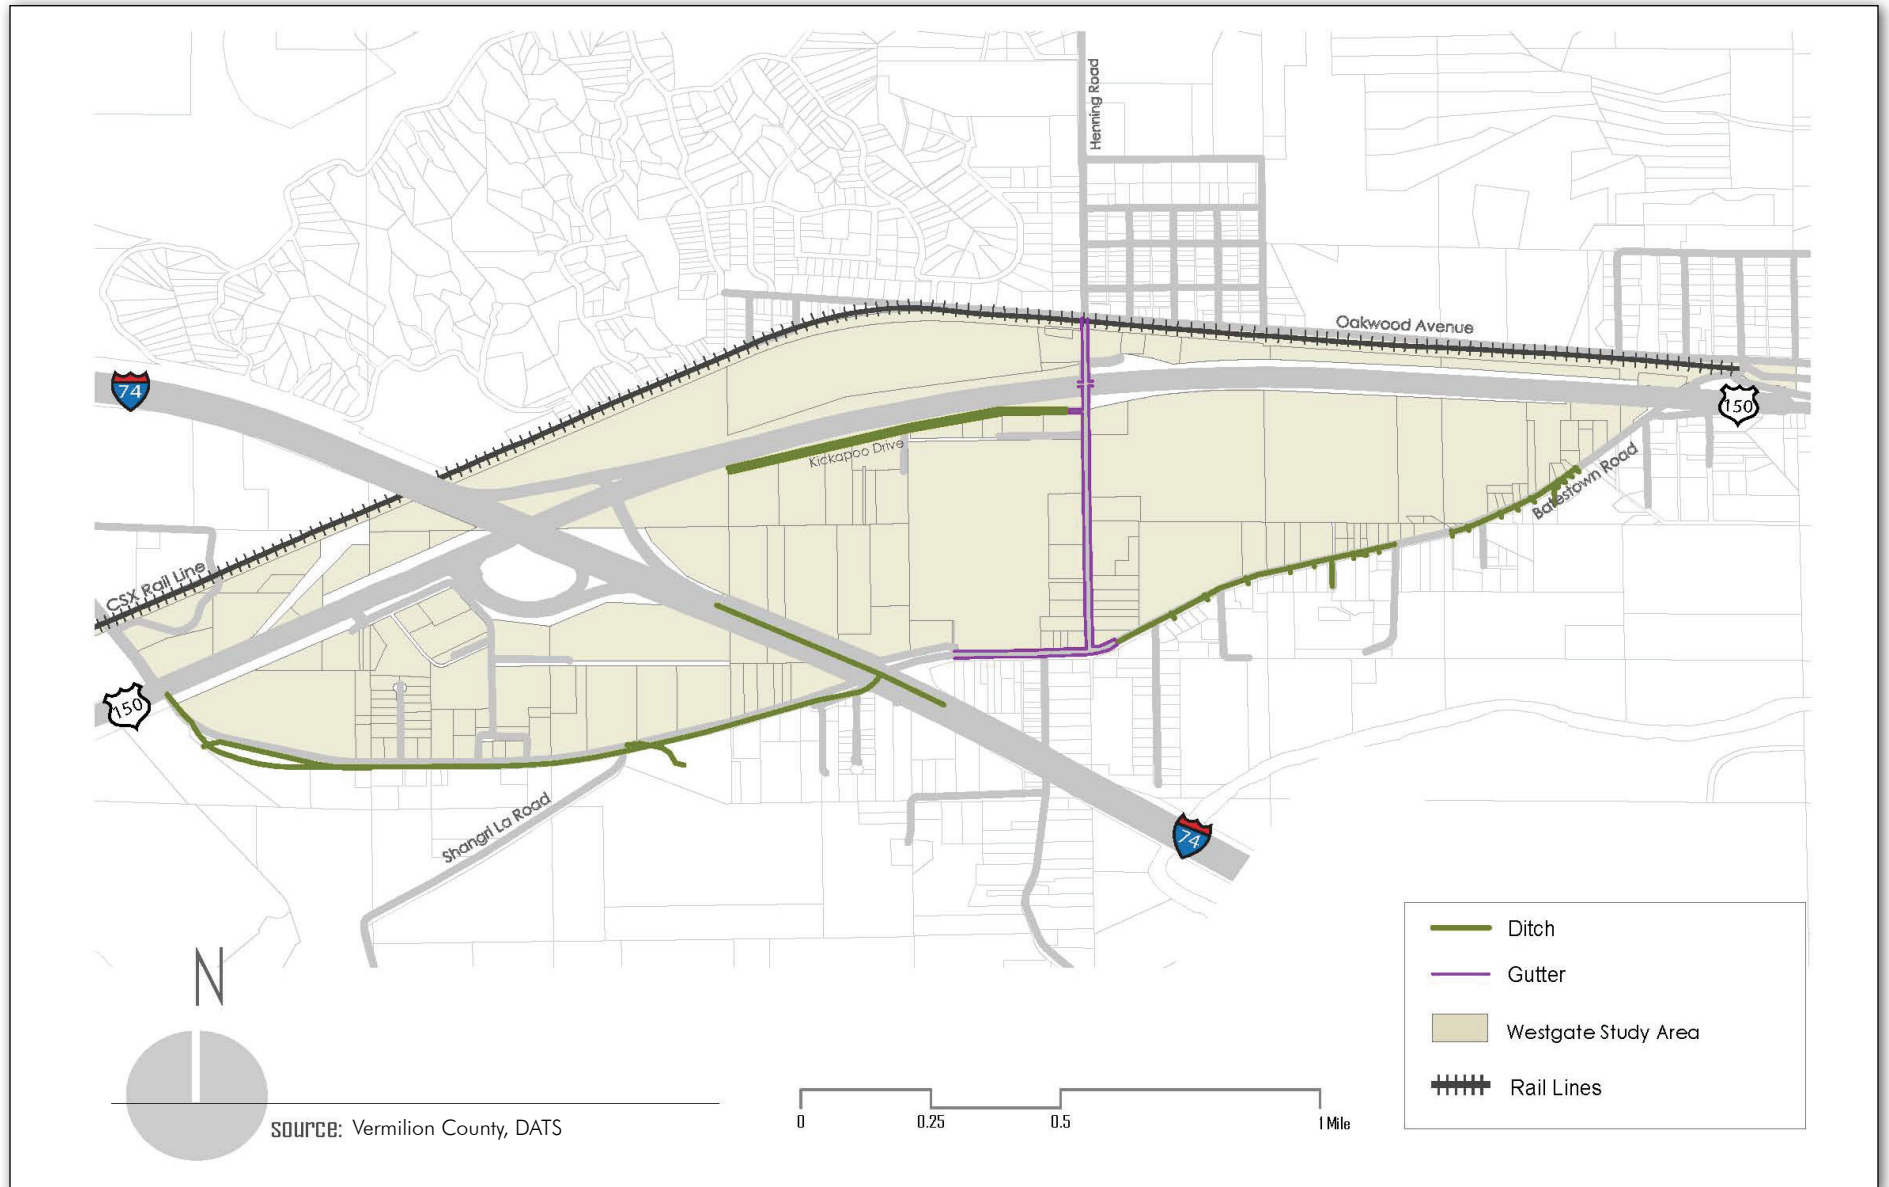 Henning Road
Oakwood Avenue
74
150
Kickapoo Drive
Batestown Road
CSX Rail Line
150
Shangri La Road
74
Ditch
Gutter
Westgate Study Area
Rail Lines
N
source: Vermilion County, DATS
0 0.25 0.5 1 Mile